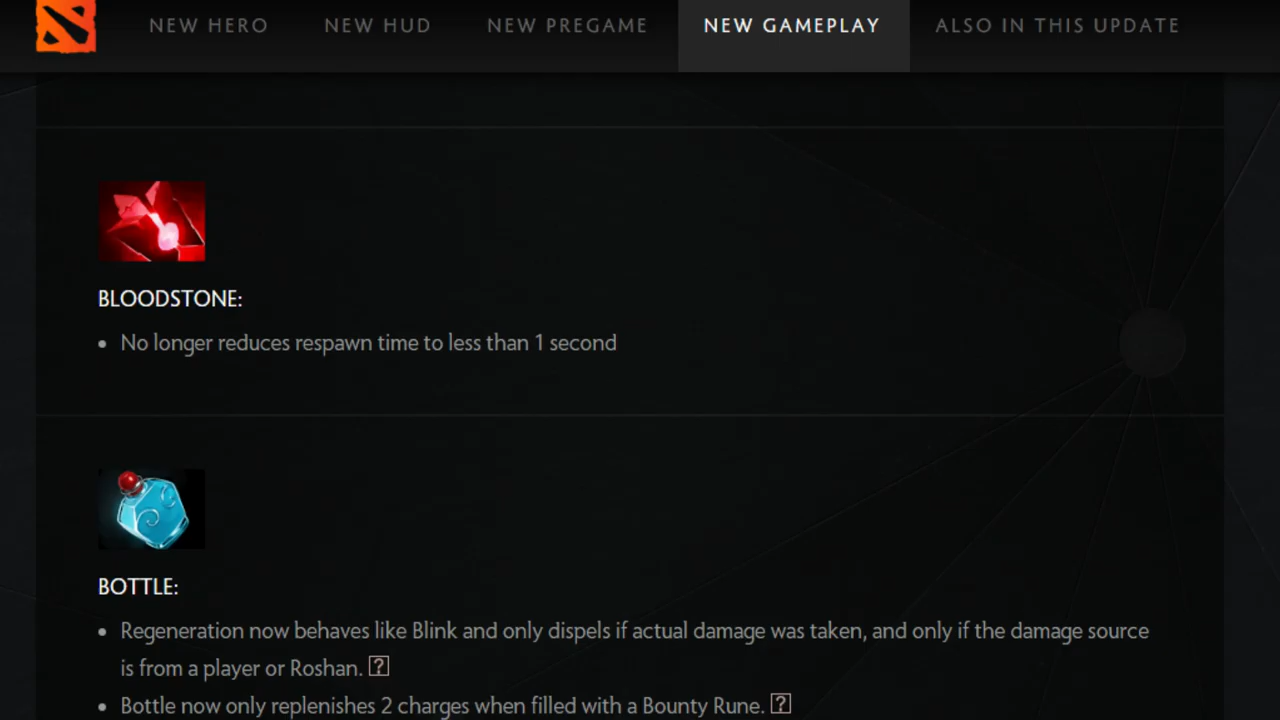 NEW HERO NEW HUD NEW PREGAME NEW GAMEPLAY ALSO IN THIS UPDATE
BLOODSTONE:
• No longer reduces respawn time to less than 1 second
BOTTLE:
• Regeneration now behaves like Blink and only dispels if actual damage was taken, and only if the damage source
is from a player or Roshan. ?
• Bottle now only replenishes 2 charges when filled with a Bounty Rune. ?